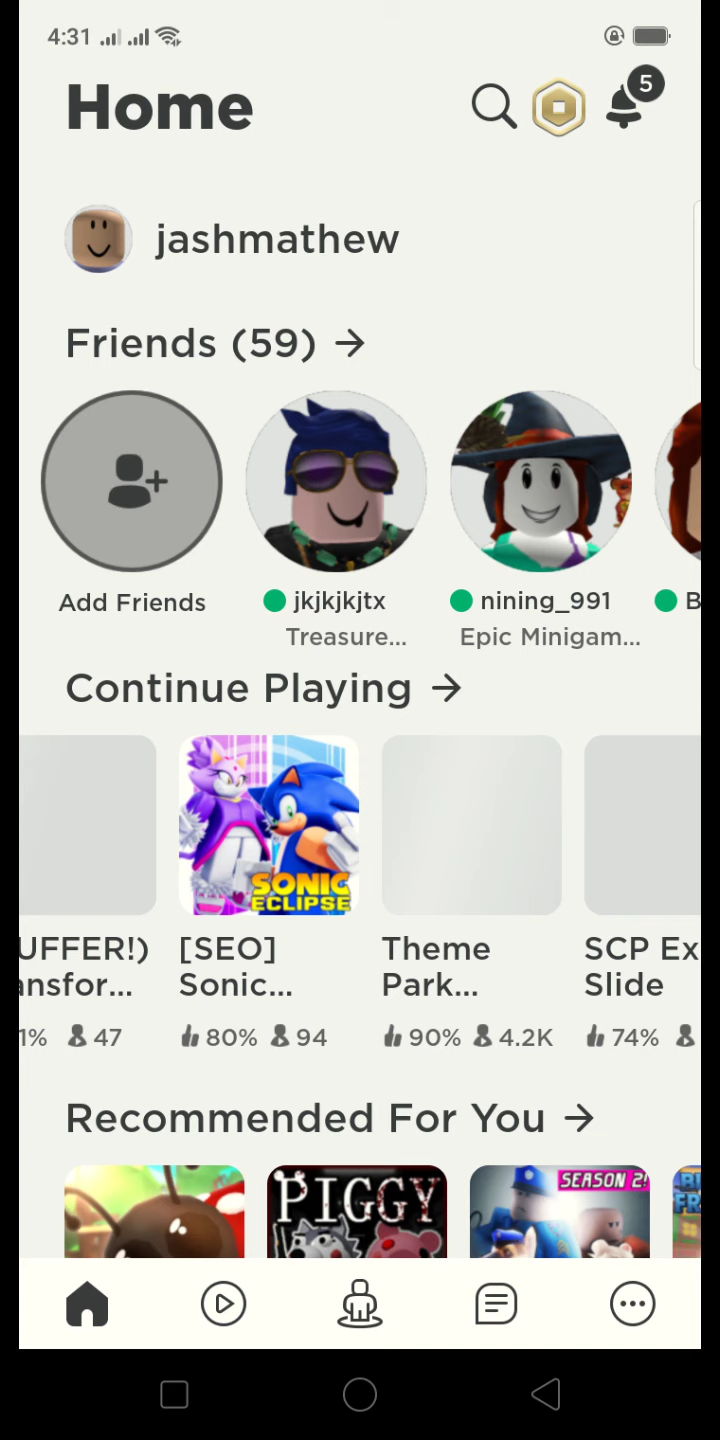 4:31
Home
5
jashmathew
Friends (59) →
Add Friends
jkjkjkjtx
Treasure...
nining_991
Epic Minigam...
B
Continue Playing →
UFFER!)
ansfor...
1% 47
[SEO]
Sonic...
80% 94
SONIC
ECLIPSE
Theme
Park...
90% 4.2K
SCP Ex
Slide
74%
Recommended For You →
PIGGY
SEASON 2!